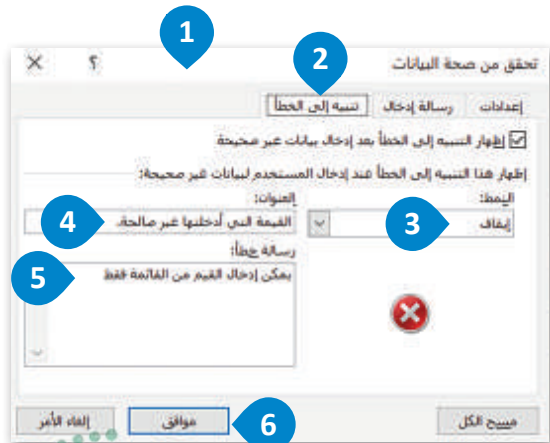 1
تحقق من صحة البيانات ؟ ×
2
إعدادات رسالة إدخال تنبيه إلى الخطأ
إظهار التنبيه إلى الخطأ بعد إدخال بيانات غير صحيحة
إظهار هذا التنبيه إلى الخطأ عند إدخال المستخدم لبيانات غير صحيحة:
النمط: العنوان:
إيقاف 3 القيمة التي أدخلتها غير صالحة. 4
رسالة خطأ:
يمكن إدخال القيم من القائمة فقط 5
مسح الكل موافق 6 إلغاء الأمر